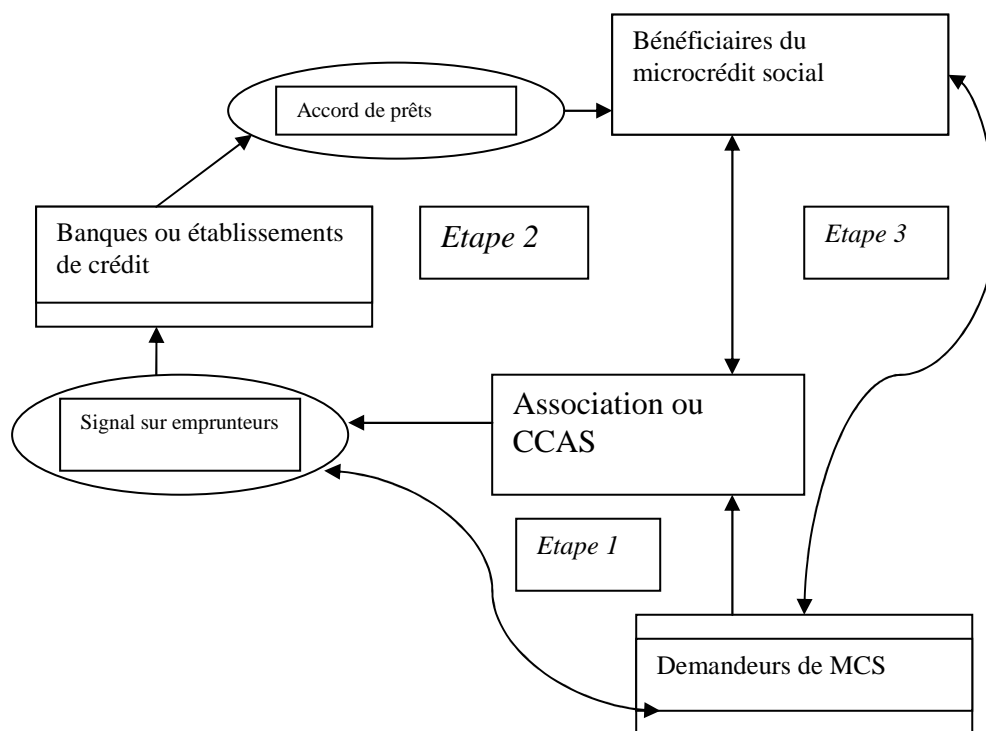 Bénéficiaires du
microcrédit social
Accord de prêts
Banques ou établissements
de crédit
Etape 2
Etape 3
Association ou
CCAS
Signal sur emprunteurs
Etape 1
Demandeurs de MCS